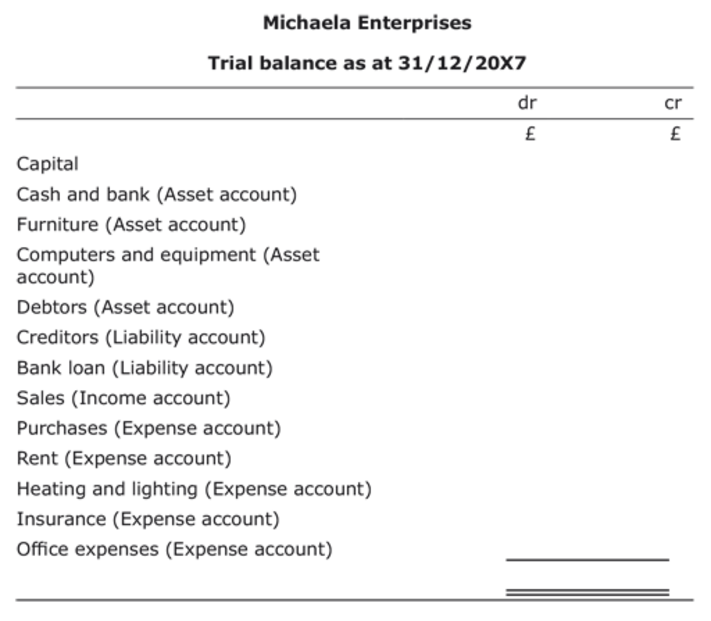 Michaela Enterprises
Trial balance as at 31/12/20X7
dr cr
£ £
Capital
Cash and bank (Asset account)
Furniture (Asset account)
Computers and equipment (Asset
account)
Debtors (Asset account)
Creditors (Liability account)
Bank loan (Liability account)
Sales (Income account)
Purchases (Expense account)
Rent (Expense account)
Heating and lighting (Expense account)
Insurance (Expense account)
Office expenses (Expense account)